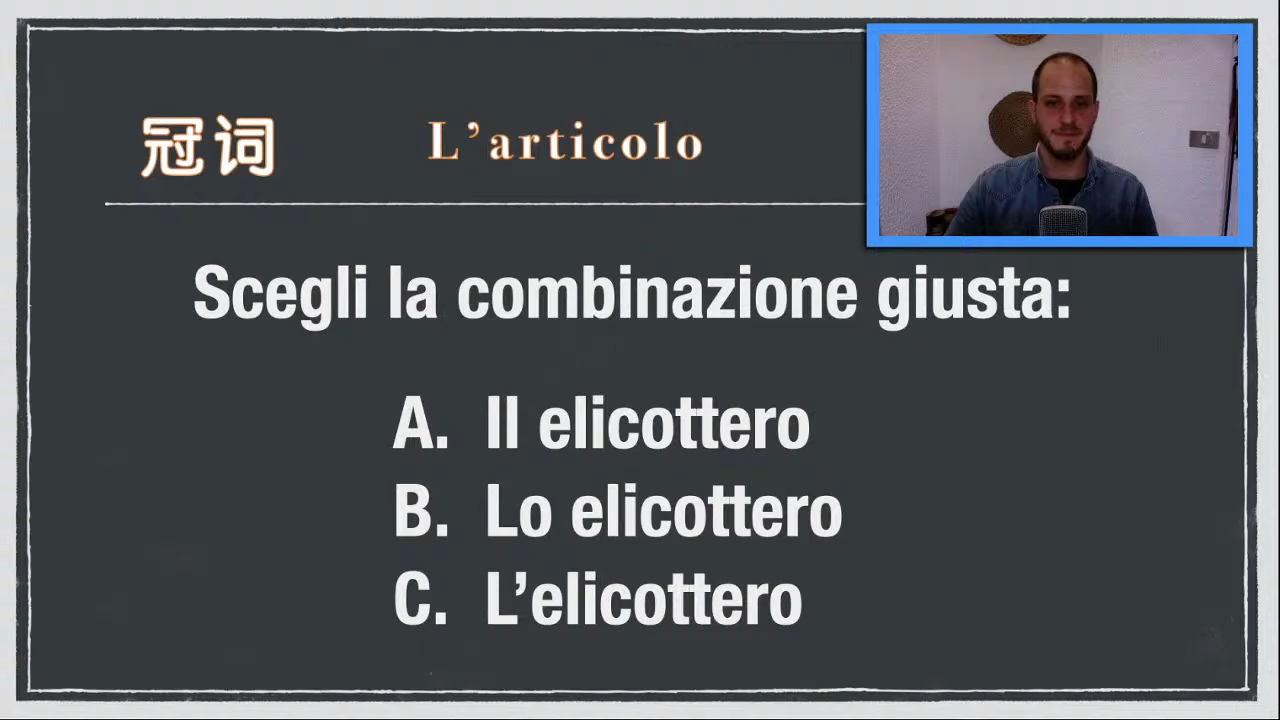 冠词 L’articolo
Scegli la combinazione giusta:
A. Il elicottero
B. Lo elicottero
C. L’elicottero